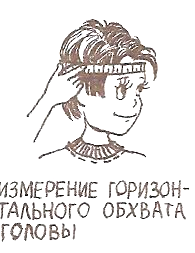 ИЗМЕРЕНИЕ ГОРИЗОН-
ТАЛЬНОГО ОБХВАТА
ГОЛОВЫ